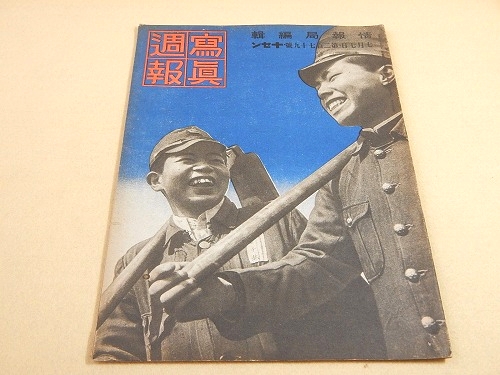 情報局編輯
七月七日・第二百七十九號 十セン
寫眞
週報